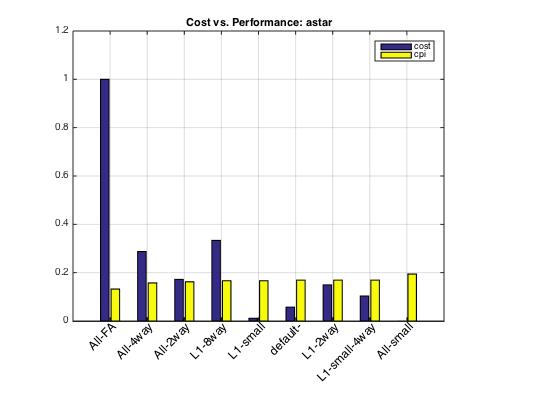 Cost vs. Performance: astar
cost
cpi
1.2
1
0.8
0.6
0.4
0.2
0
All-FA
All-4way
All-2way
L1-8way
L1-small
default-
L1-2way
L1-small-4way
All-small